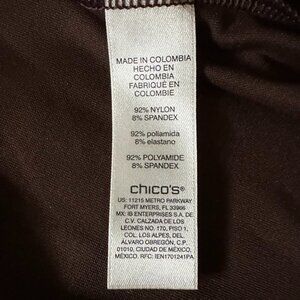 MADE IN COLOMBIA
HECHO EN
COLOMBIA
FABRIQUÉ EN
COLOMBIE
92% NYLON
8% SPANDEX
92% poliamida
8% elastano
92% POLYAMIDE
8% SPANDEX
chico's®
US: 11215 METRO PARKWAY
FORT MYERS, FL 33966
MX: IB ENTERPRISES S.A. DE
C.V. CALZADA DE LOS
LEONES NO. 170, PISO 1,
COL. LOS ALPES, DEL.
ÁLVARO OBREGÓN, C.P.
01010, CIUDAD DE MÉXICO,
MÉXICO. RFC: IEN1701241PA